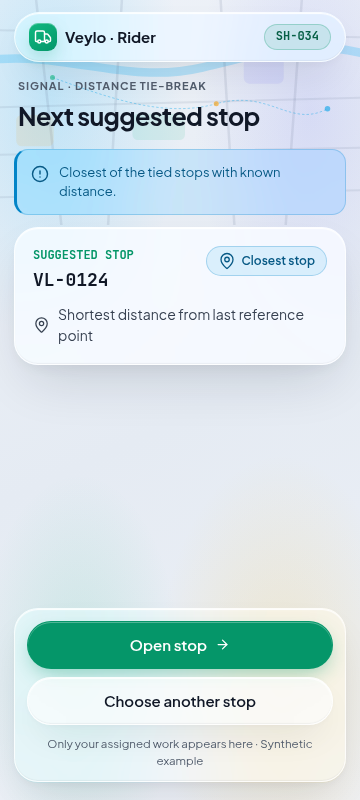 Veylo · Rider
SH-034
SIGNAL · DISTANCE TIE-BREAK
Next suggested stop
Closest of the tied stops with known
distance.
SUGGESTED STOP
Closest stop
VL-0124
Shortest distance from last reference
point
Open stop →
Choose another stop
Only your assigned work appears here · Synthetic
example